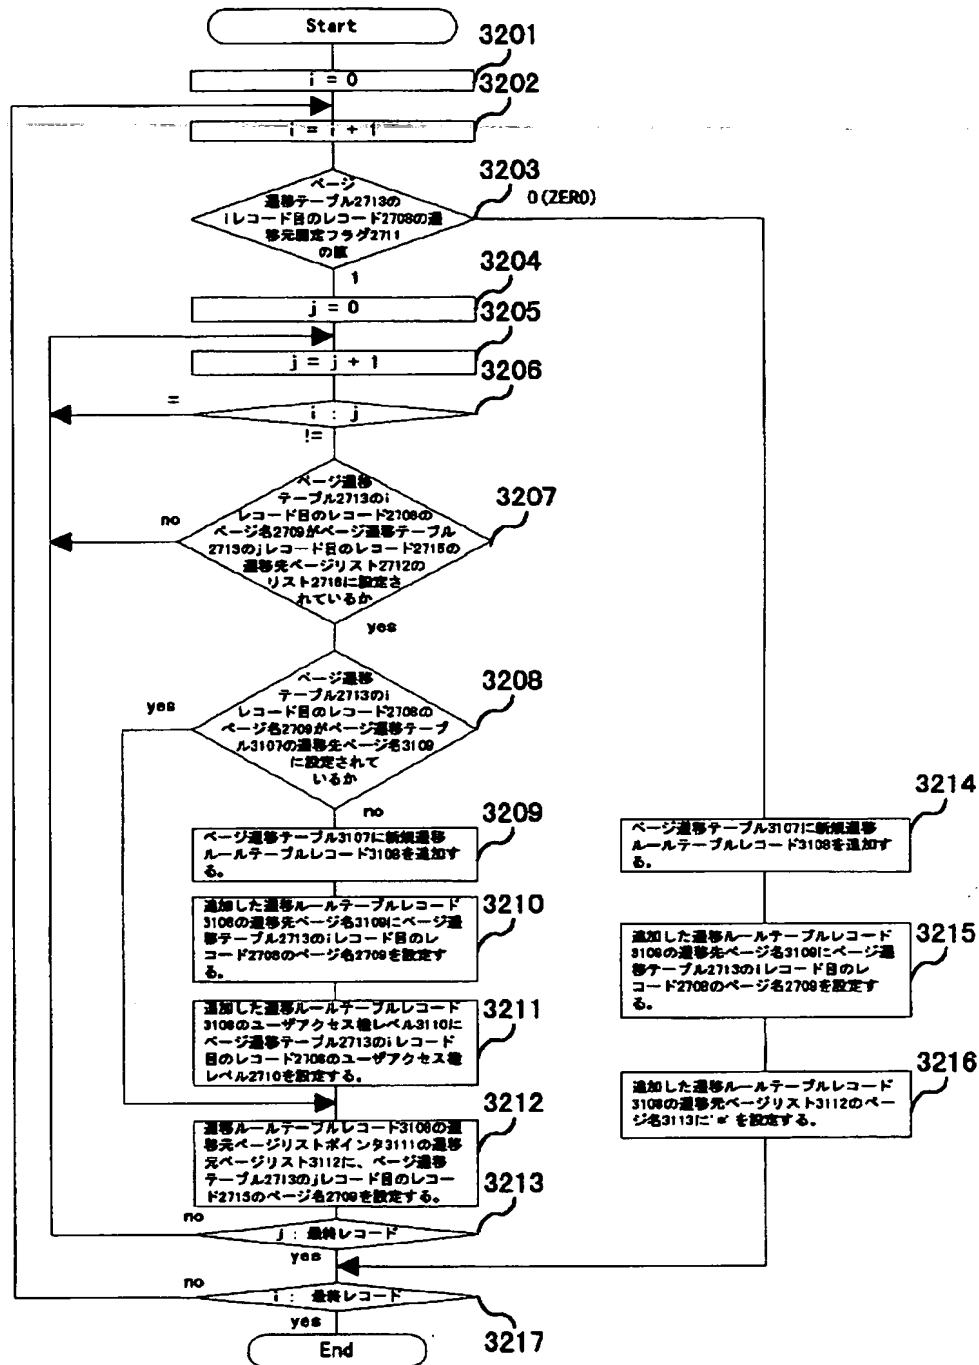 Start
3201
i = 0
3202
i = i + 1
3203
0(ZERO)
ページ
遷移テーブル2713の
iレコード目のレコード2708の遷
移元固定フラグ2711
の値
1
3204
j = 0
3205
j = j + 1
3206
=
i : j
!=
3207
ページ遷移
テーブル2713のi
レコード目のレコード2708の
ページ名2709がページ遷移テーブル
2713のjレコード目のレコード2715の
遷移先ページリスト2712の
リスト2716に設定さ
れているか
no
yes
3208
ページ遷移
テーブル2713のi
レコード目のレコード2708の
ページ名2709がページ遷移テーブ
ル3107の遷移先ページ名3109
に設定されて
いるか
yes
no
3209
ページ遷移テーブル3107に新規遷移
ルールテーブルレコード3108を追加す
る。
3210
追加した遷移ルールテーブルレコード
3108の遷移先ページ名3109にページ遷
移テーブル2713のiレコード目のレ
コード2708のページ名2709を設定す
る。
3211
追加した遷移ルールテーブルレコード
3108のユーザアクセス権レベル3110に
ページ遷移テーブル2713のiレコード
目のレコード2708のユーザアクセス権
レベル2710を設定する。
3212
遷移ルールテーブルレコード3108の遷
移元ページリストポインタ3111の遷移
元ページリスト3112に、ページ遷移
テーブル2713のjレコード目のレコー
ド2715のページ名2709を設定する。
3213
no
j : 最終レコード
yes
3214
ページ遷移テーブル3107に新規遷移
ルールテーブルレコード3108を追加す
る。
3215
追加した遷移ルールテーブルレコード
3108の遷移先ページ名3109にページ遷
移テーブル2713のiレコード目のレ
コード2708のページ名2709を設定す
る。
3216
追加した遷移ルールテーブルレコード
3108の遷移元ページリスト3112のペー
ジ名3113に を設定する。
no
i : 最終レコード
yes
3217
End